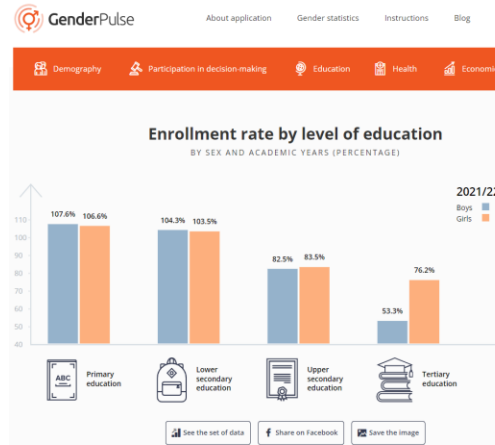 GenderPulse
About application Gender statistics Instructions Blog
Demography Participation in decision-making Education Health Economic
Enrollment rate by level of education
BY SEX AND ACADEMIC YEARS (PERCENTAGE)
2021/22
Boys
Girls
107.6% 106.6% 104.3% 103.5% 82.5% 83.5% 53.3% 76.2%
110
100
90
80
70
60
50
40
ABC
Primary education
Lower secondary education
Upper secondary education
Tertiary education
See the set of data Share on Facebook Save the image